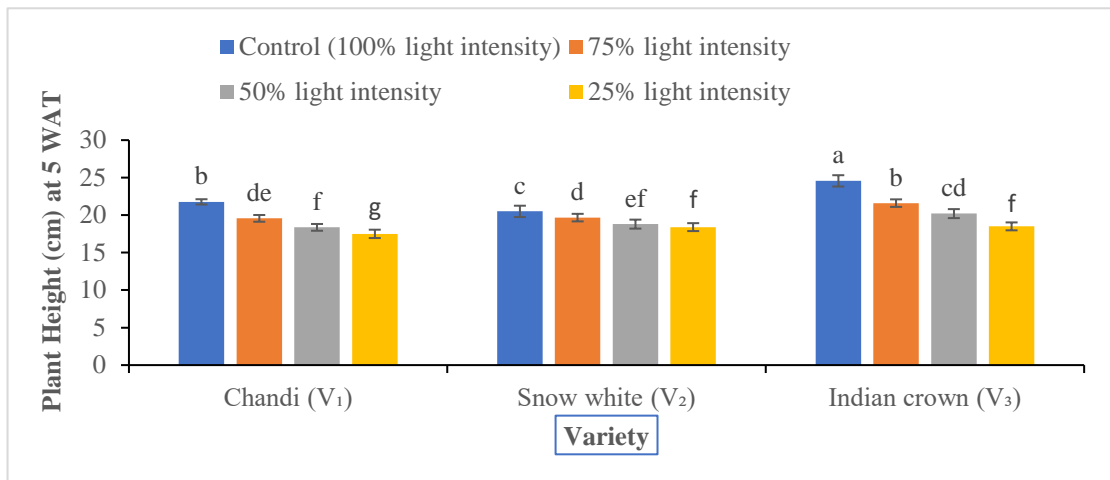 Control (100% light intensity) 75% light intensity
50% light intensity 25% light intensity
Plant Height (cm) at 5 WAT
30
25
20
15
10
5
0
b de f g c d ef f a b cd f
Chandi (V₁) Snow white (V₂) Indian crown (V₃)
Variety